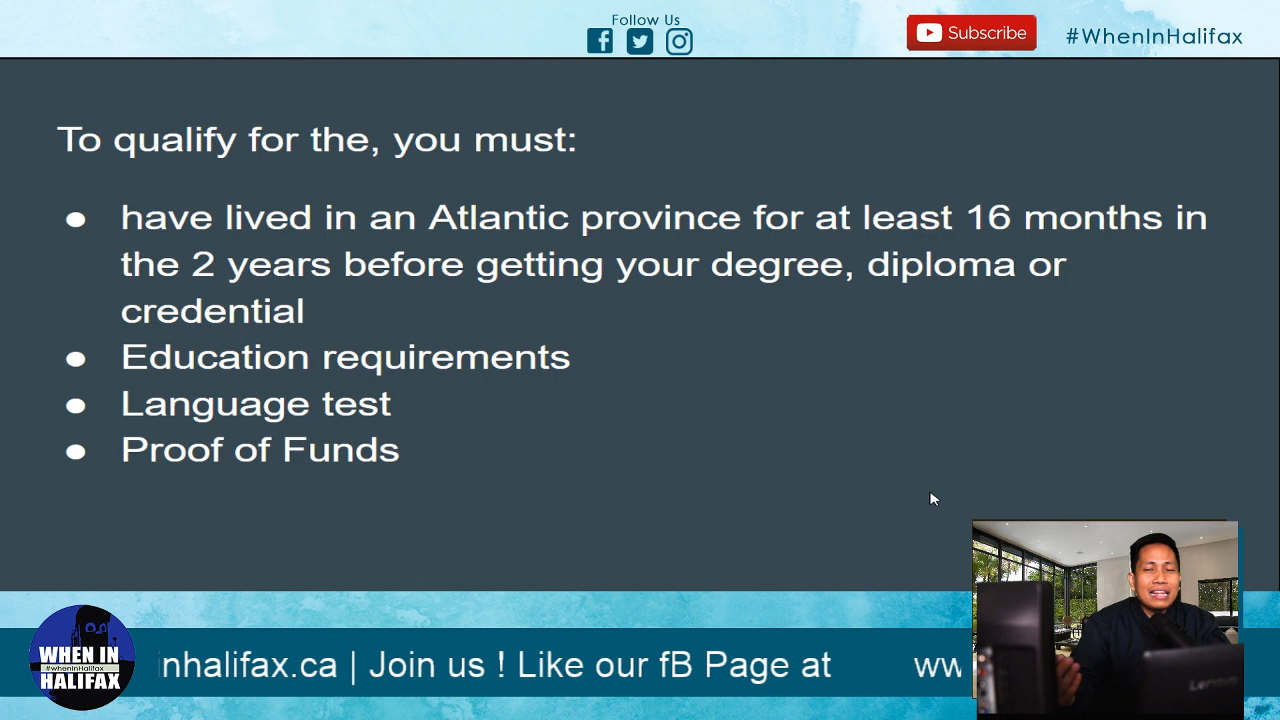 Follow Us
Subscribe
#WhenInHalifax
To qualify for the, you must:
● have lived in an Atlantic province for at least 16 months in
the 2 years before getting your degree, diploma or
credential
● Education requirements
● Language test
● Proof of Funds
WHEN IN
#whenInHalifax
HALIFAX
inhalifax.ca | Join us ! Like our fB Page at ww
Lenovo